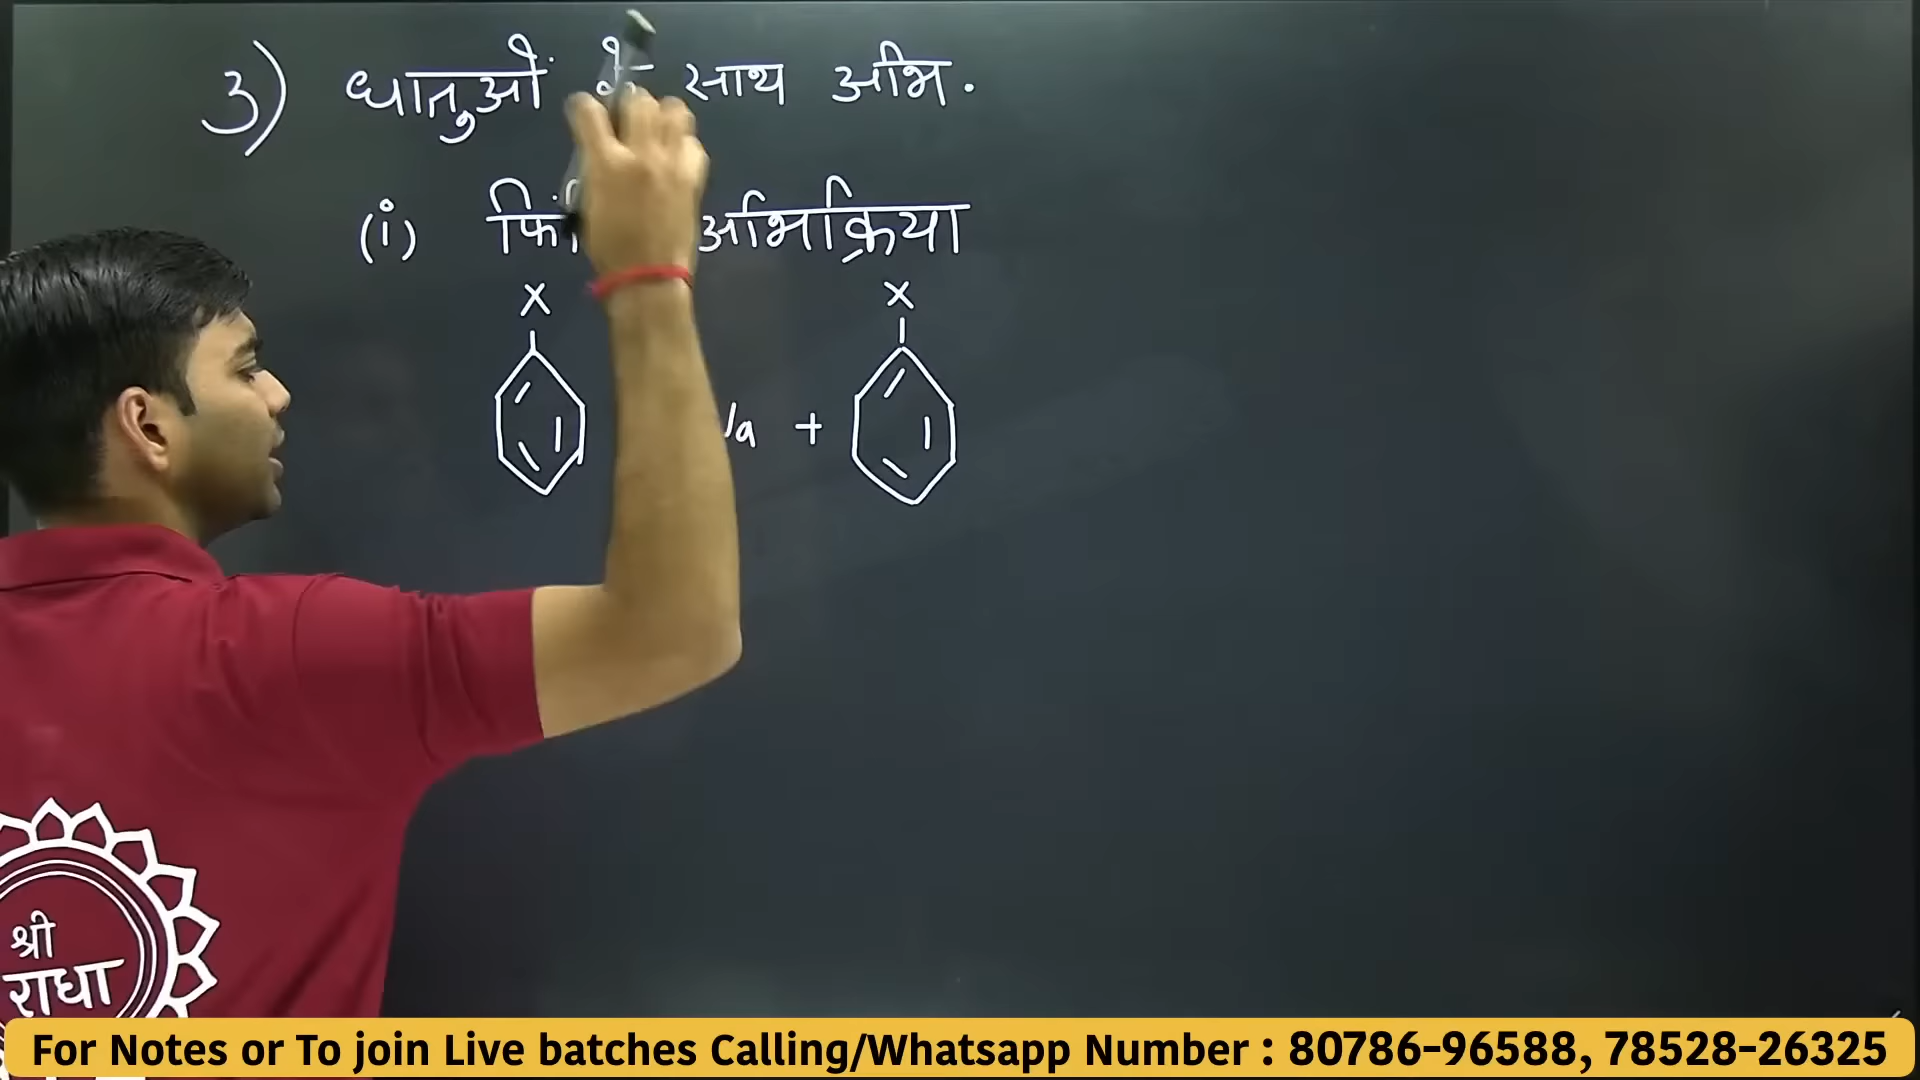 3) धातुओं के साथ अभि.
(i) अभिक्रिया
X X
+
श्री
राधा
For Notes or To join Live batches Calling/Whatsapp Number : 80786-96588, 78528-26325